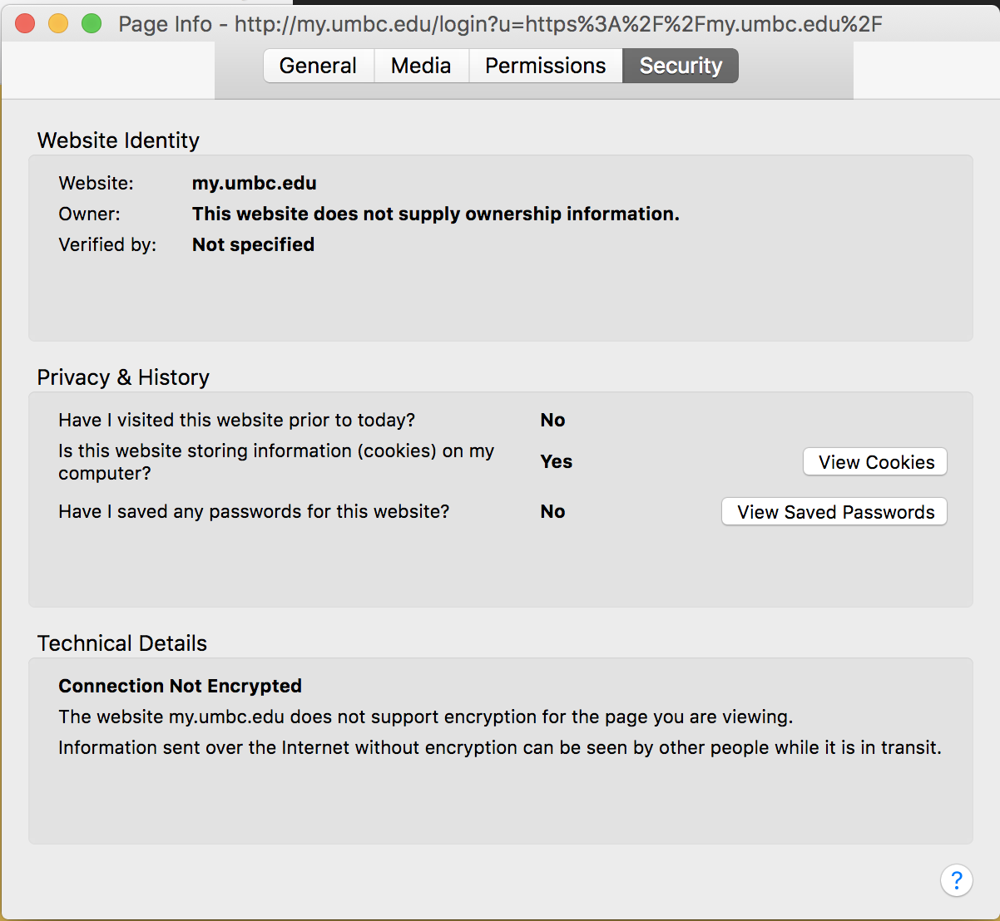 Page Info - http://my.umbc.edu/login?u=https%3A%2F%2Fmy.umbc.edu%2F
General Media Permissions Security
Website Identity
Website: my.umbc.edu
Owner: This website does not supply ownership information.
Verified by: Not specified
Privacy & History
Have I visited this website prior to today? No
Is this website storing information (cookies) on my
computer? Yes View Cookies
Have I saved any passwords for this website? No View Saved Passwords
Technical Details
Connection Not Encrypted
The website my.umbc.edu does not support encryption for the page you are viewing.
Information sent over the Internet without encryption can be seen by other people while it is in transit.
?